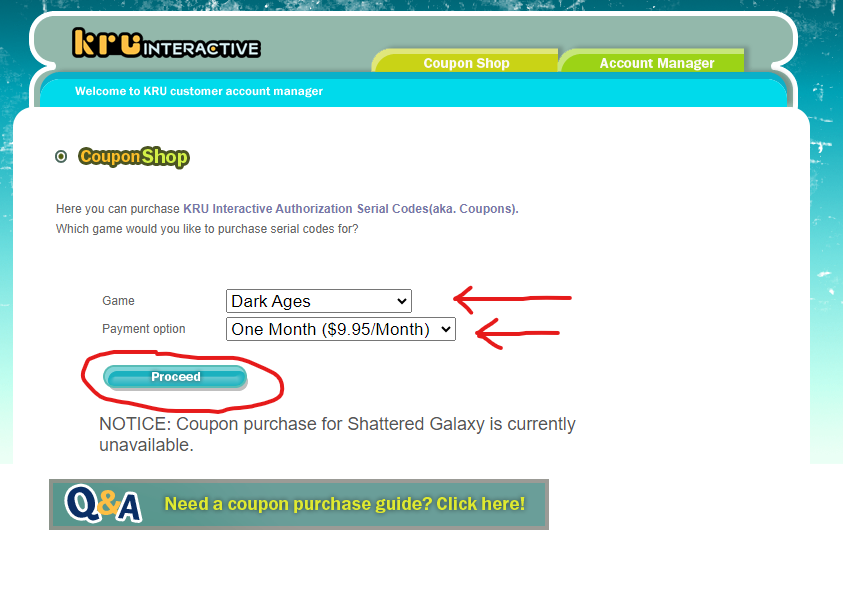 kru INTERACTIVE
Coupon Shop
Account Manager
Welcome to KRU customer account manager
CouponShop
Here you can purchase KRU Interactive Authorization Serial Codes(aka. Coupons).
Which game would you like to purchase serial codes for?
Game
Dark Ages
Payment option
One Month ($9.95/Month)
Proceed
NOTICE: Coupon purchase for Shattered Galaxy is currently
unavailable.
Q&A Need a coupon purchase guide? Click here!